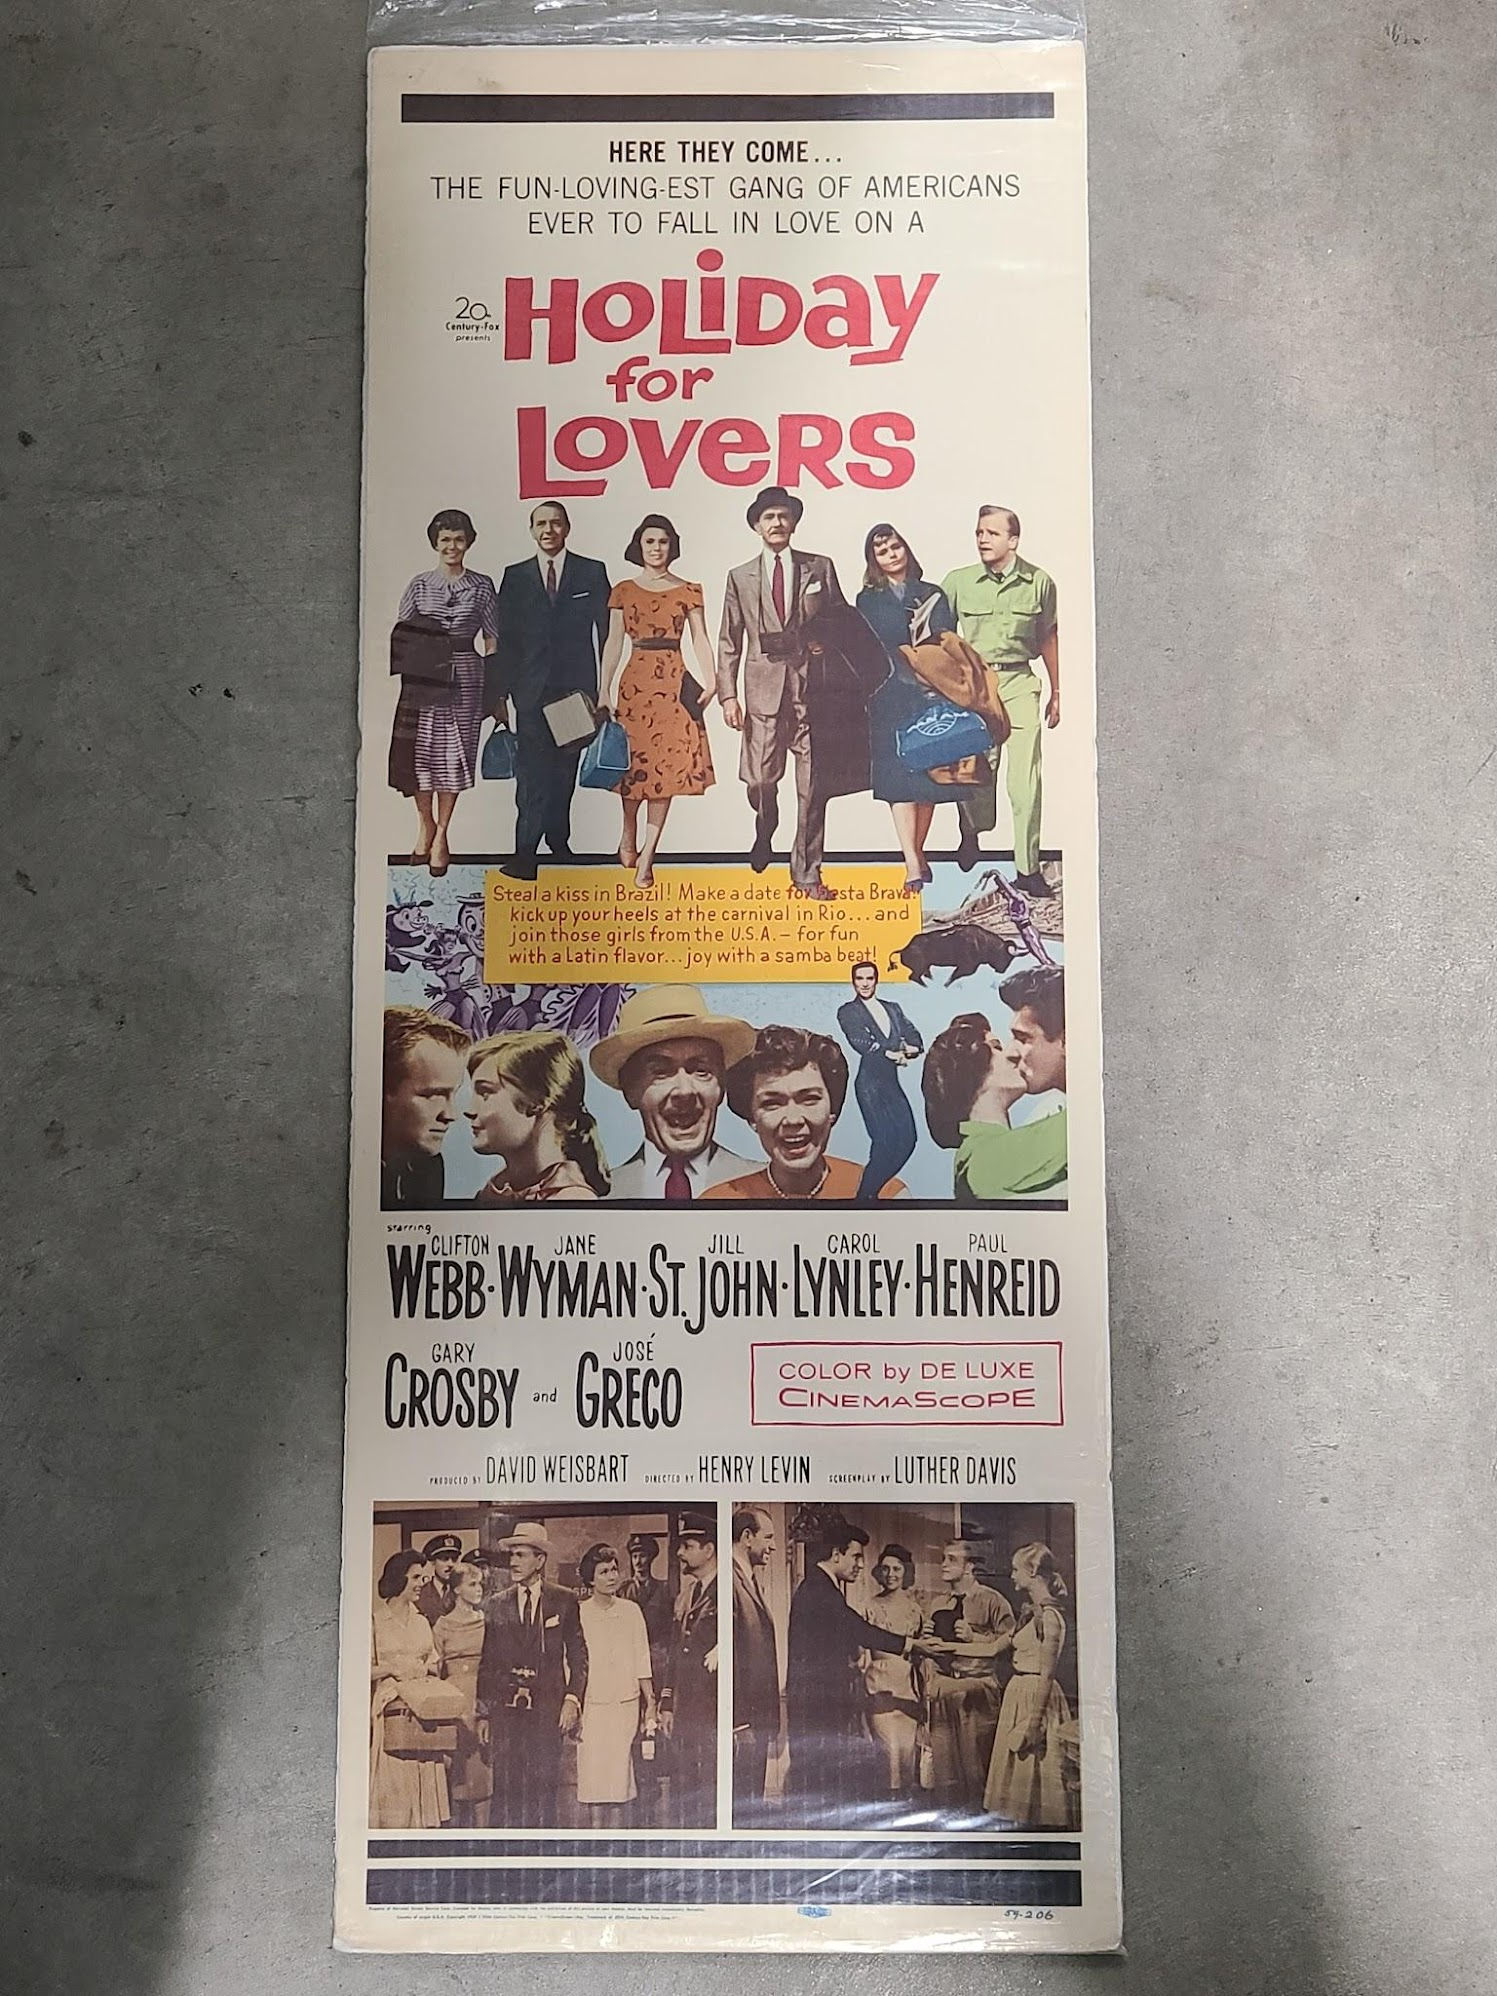 HERE THEY COME...
THE FUN-LOVING-EST GANG OF AMERICANS
EVER TO FALL IN LOVE ON A
20th
Century-Fox
presents
HOLiDay
for
LOVeRS
Steal a kiss in Brazil! Make a date for Fiesta Brava!
kick up your heels at the carnival in Rio... and
join those girls from the U.S.A. – for fun
with a Latin flavor... joy with a samba beat!
starring
CLIFTON WEBB · JANE WYMAN · JILL ST. JOHN · CAROL LYNLEY · PAUL HENREID
GARY CROSBY and JOSÉ GRECO
COLOR by DE LUXE
CINEMASCOPE
PRODUCED BY DAVID WEISBART DIRECTED BY HENRY LEVIN SCREENPLAY BY LUTHER DAVIS
59-206